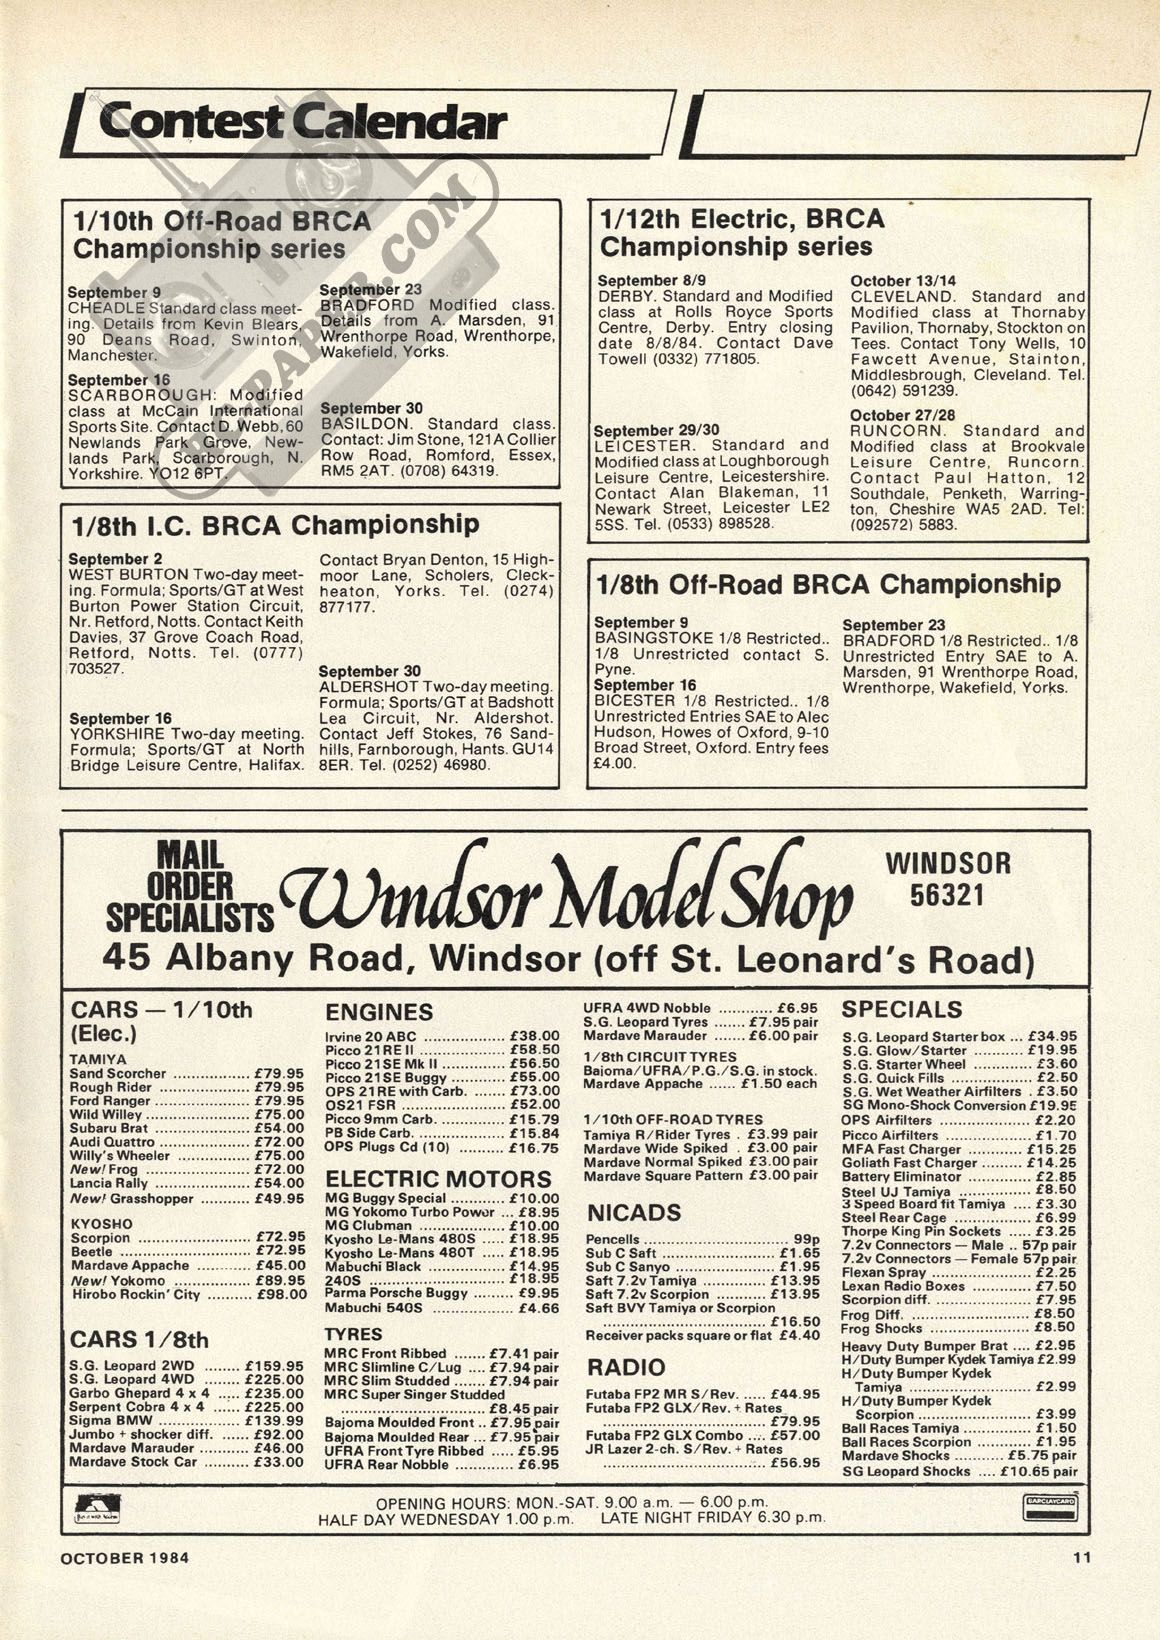 Contest Calendar
1/10th Off-Road BRCA
Championship series
September 9
CHEADLE Standard class meet-
ing. Details from Kevin Blears,
90 Deans Road, Swinton,
Manchester.
September 16
SCARBOROUGH: Modified
class at McCain International
Sports Site. Contact D. Webb, 60
Newlands Park Grove, New-
lands Park, Scarborough, N.
Yorkshire. YO12 6PT.
September 23
BRADFORD Modified class.
Details from A. Marsden, 91
Wrenthorpe Road, Wrenthorpe,
Wakefield, Yorks.
September 30
BASILDON. Standard class.
Contact: Jim Stone, 121A Collier
Row Road, Romford, Essex,
RM5 2AT. (0708) 64319.
RC-PAPER.COM
1/8th I.C. BRCA Championship
September 2
WEST BURTON Two-day meet-
ing. Formula; Sports/GT at West
Burton Power Station Circuit,
Nr. Retford, Notts. Contact Keith
Davies, 37 Grove Coach Road,
Retford, Notts. Tel. (0777)
703527.
September 16
YORKSHIRE Two-day meeting.
Formula; Sports/GT at North
Bridge Leisure Centre, Halifax.
Contact Bryan Denton, 15 High-
moor Lane, Scholers, Cleck-
heaton, Yorks. Tel. (0274)
877177.
September 30
ALDERSHOT Two-day meeting.
Formula; Sports/GT at Badshott
Lea Circuit, Nr. Aldershot.
Contact Jeff Stokes, 76 Sand-
hills, Farnborough, Hants. GU14
8ER. Tel. (0252) 46980.
1/12th Electric, BRCA
Championship series
September 8/9
DERBY. Standard and Modified
class at Rolls Royce Sports
Centre, Derby. Entry closing
date 8/8/84. Contact Dave
Towell (0332) 771805.
September 29/30
LEICESTER. Standard and
Modified class at Loughborough
Leisure Centre, Leicestershire.
Contact Alan Blakeman, 11
Newark Street, Leicester LE2
5SS. Tel. (0533) 898528.
October 13/14
CLEVELAND. Standard and
Modified class at Thornaby
Pavilion, Thornaby, Stockton on
Tees. Contact Tony Wells, 10
Fawcett Avenue, Stainton,
Middlesbrough, Cleveland. Tel.
(0642) 591239.
October 27/28
RUNCORN. Standard and
Modified class at Brookvale
Leisure Centre, Runcorn.
Contact Paul Hatton, 12
Southdale, Penketh, Warring-
ton, Cheshire WA5 2AD. Tel:
(092572) 5883.
1/8th Off-Road BRCA Championship
September 9
BASINGSTOKE 1/8 Restricted..
1/8 Unrestricted contact S.
Pyne.
September 16
BICESTER 1/8 Restricted.. 1/8
Unrestricted Entries SAE to Alec
Hudson, Howes of Oxford, 9-10
Broad Street, Oxford. Entry fees
£4.00.
September 23
BRADFORD 1/8 Restricted.. 1/8
Unrestricted Entry SAE to A.
Marsden, 91 Wrenthorpe Road,
Wrenthorpe, Wakefield, Yorks.
MAIL
ORDER
SPECIALISTS
Windsor Model Shop
WINDSOR
56321
45 Albany Road, Windsor (off St. Leonard's Road)
CARS — 1/10th
(Elec.)
TAMIYA
Sand Scorcher ................ £79.95
Rough Rider ................... £79.95
Ford Ranger ................... £79.95
Wild Willey ..................... £75.00
Subaru Brat .................... £54.00
Audi Quattro .................. £72.00
Willy's Wheeler .............. £75.00
New! Frog ...................... £72.00
Lancia Rally .................... £54.00
New! Grasshopper ......... £49.95
KYOSHO
Scorpion ......................... £72.95
Beetle ............................. £72.95
Mardave Appache .......... £45.00
New! Yokomo ................ £89.95
Hirobo Rockin' City ......... £98.00
CARS 1/8th
S.G. Leopard 2WD ....... £159.95
S.G. Leopard 4WD ....... £225.00
Garbo Ghepard 4 x 4 ..... £235.00
Serpent Cobra 4 x 4 ...... £225.00
Sigma BMW ................. £139.99
Jumbo + shocker diff. ..... £92.00
Mardave Marauder ......... £46.00
Mardave Stock Car ......... £33.00
ENGINES
Irvine 20 ABC .................. £38.00
Picco 21 RE II .................. £58.50
Picco 21 SE Mk II ............. £56.50
Picco 21 SE Buggy ........... £55.00
OPS 21 RE with Carb. ....... £73.00
OS21 FSR ....................... £52.00
Picco 9mm Carb. .............. £15.79
PB Side Carb. ................... £15.84
OPS Plugs Cd (10) .......... £16.75
ELECTRIC MOTORS
MG Buggy Special ........... £10.00
MG Yokomo Turbo Power ... £8.95
MG Clubman ................... £10.00
Kyosho Le-Mans 480S ...... £18.95
Kyosho Le-Mans 480T ...... £18.95
Mabuchi Black ................. £14.95
240S ............................... £18.95
Parma Porsche Buggy ........ £9.95
Mabuchi 540S ................... £4.66
TYRES
MRC Front Ribbed ....... £7.41 pair
MRC Slimline C/Lug .... £7.94 pair
MRC Slim Studded ...... £7.94 pair
MRC Super Singer Studded
................................ £8.45 pair
Bajoma Moulded Front .. £7.95 pair
Bajoma Moulded Rear ... £7.95 pair
UFRA Front Tyre Ribbed ..... £5.95
UFRA Rear Nobble ............. £6.95
UFRA 4WD Nobble ............ £6.95
S.G. Leopard Tyres ....... £7.95 pair
Mardave Marauder ....... £6.00 pair
1/8th CIRCUIT TYRES
Bajoma/UFRA/P.G./S.G. in stock.
Mardave Appache ...... £1.50 each
1/10th OFF-ROAD TYRES
Tamiya R/Rider Tyres . £3.99 pair
Mardave Wide Spiked . £3.00 pair
Mardave Normal Spiked £3.00 pair
Mardave Square Pattern £3.00 pair
NICADS
Pencells ................................ 99p
Sub C Saft ........................ £1.65
Sub C Sanyo ..................... £1.95
Saft 7.2v Tamiya .............. £13.95
Saft 7.2v Scorpion ........... £13.95
Saft BVY Tamiya or Scorpion
...................................... £16.50
Receiver packs square or flat £4.40
RADIO
Futaba FP2 MR S/Rev. ..... £44.95
Futaba FP2 GLX/Rev. + Rates
...................................... £79.95
Futaba FP2 GLX Combo .... £57.00
JR Lazer 2-ch. S/Rev. + Rates
...................................... £56.95
SPECIALS
S.G. Leopard Starter box ... £34.95
S.G. Glow/Starter ........... £19.95
S.G. Starter Wheel ............. £3.60
S.G. Quick Fills .................. £2.50
S.G. Wet Weather Airfilters . £3.50
SG Mono-Shock Conversion £19.95
OPS Airfilters .................... £2.20
Picco Airfilters ................... £1.70
MFA Fast Charger ............ £15.25
Goliath Fast Charger ......... £14.25
Battery Eliminator .............. £2.85
Steel UJ Tamiya ................ £8.50
3 Speed Board fit Tamiya .... £3.30
Steel Rear Cage ................. £6.99
Thorpe King Pin Sockets ..... £3.25
7.2v Connectors — Male .. 57p pair
7.2v Connectors — Female 57p pair
Flexan Spray ..................... £2.25
Lexan Radio Boxes ............. £7.50
Scorpion diff. ..................... £7.95
Frog Diff. .......................... £8.50
Frog Shocks ...................... £8.50
Heavy Duty Bumper Brat .... £2.95
H/Duty Bumper Kydek Tamiya £2.99
H/Duty Bumper Kydek
Tamiya .......................... £2.99
H/Duty Bumper Kydek
Scorpion ........................ £3.99
Ball Races Tamiya .............. £1.50
Ball Races Scorpion ............ £1.95
Mardave Shocks .......... £5.75 pair
SG Leopard Shocks .... £10.65 pair
OPENING HOURS: MON.-SAT. 9.00 a.m. — 6.00 p.m.
HALF DAY WEDNESDAY 1.00 p.m. LATE NIGHT FRIDAY 6.30 p.m.
BARCLAYCARD
OCTOBER 1984
11